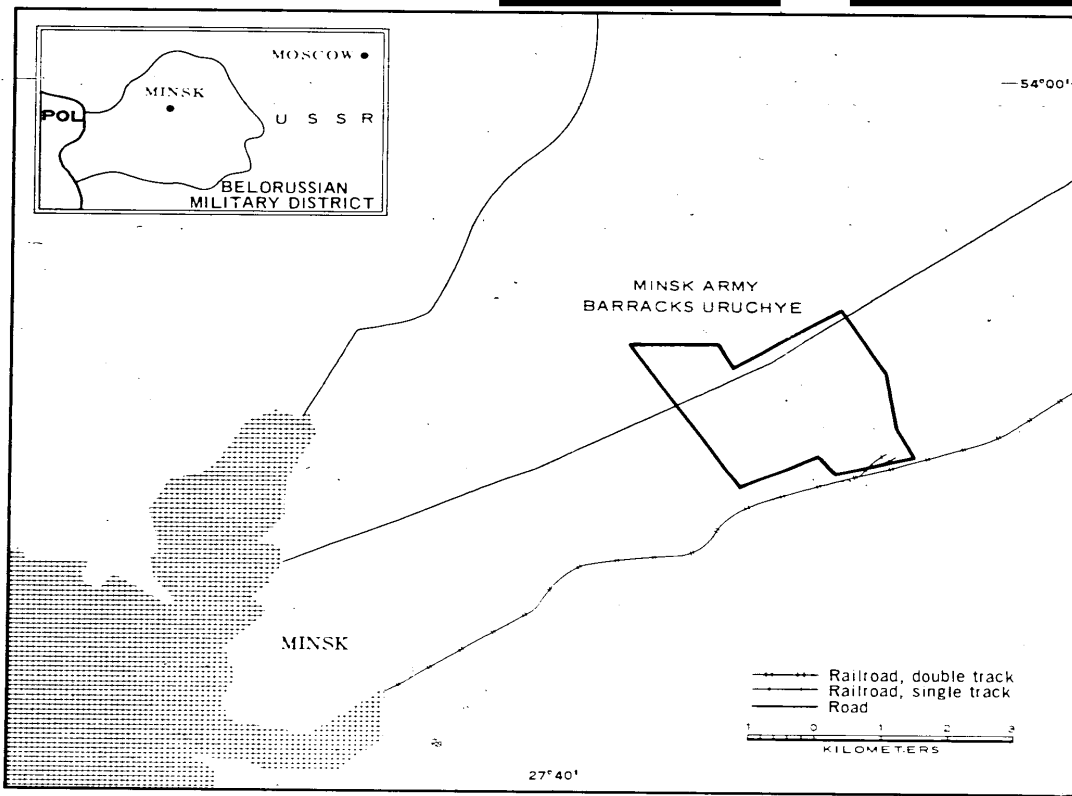 MOSCOW
MINSK
POL
U S S R
BELORUSSIAN
MILITARY DISTRICT
54°00'
MINSK ARMY
BARRACKS URUCHYE
MINSK
Railroad, double track
Railroad, single track
Road
1 0 1 2 3
KILOMETERS
27°40'